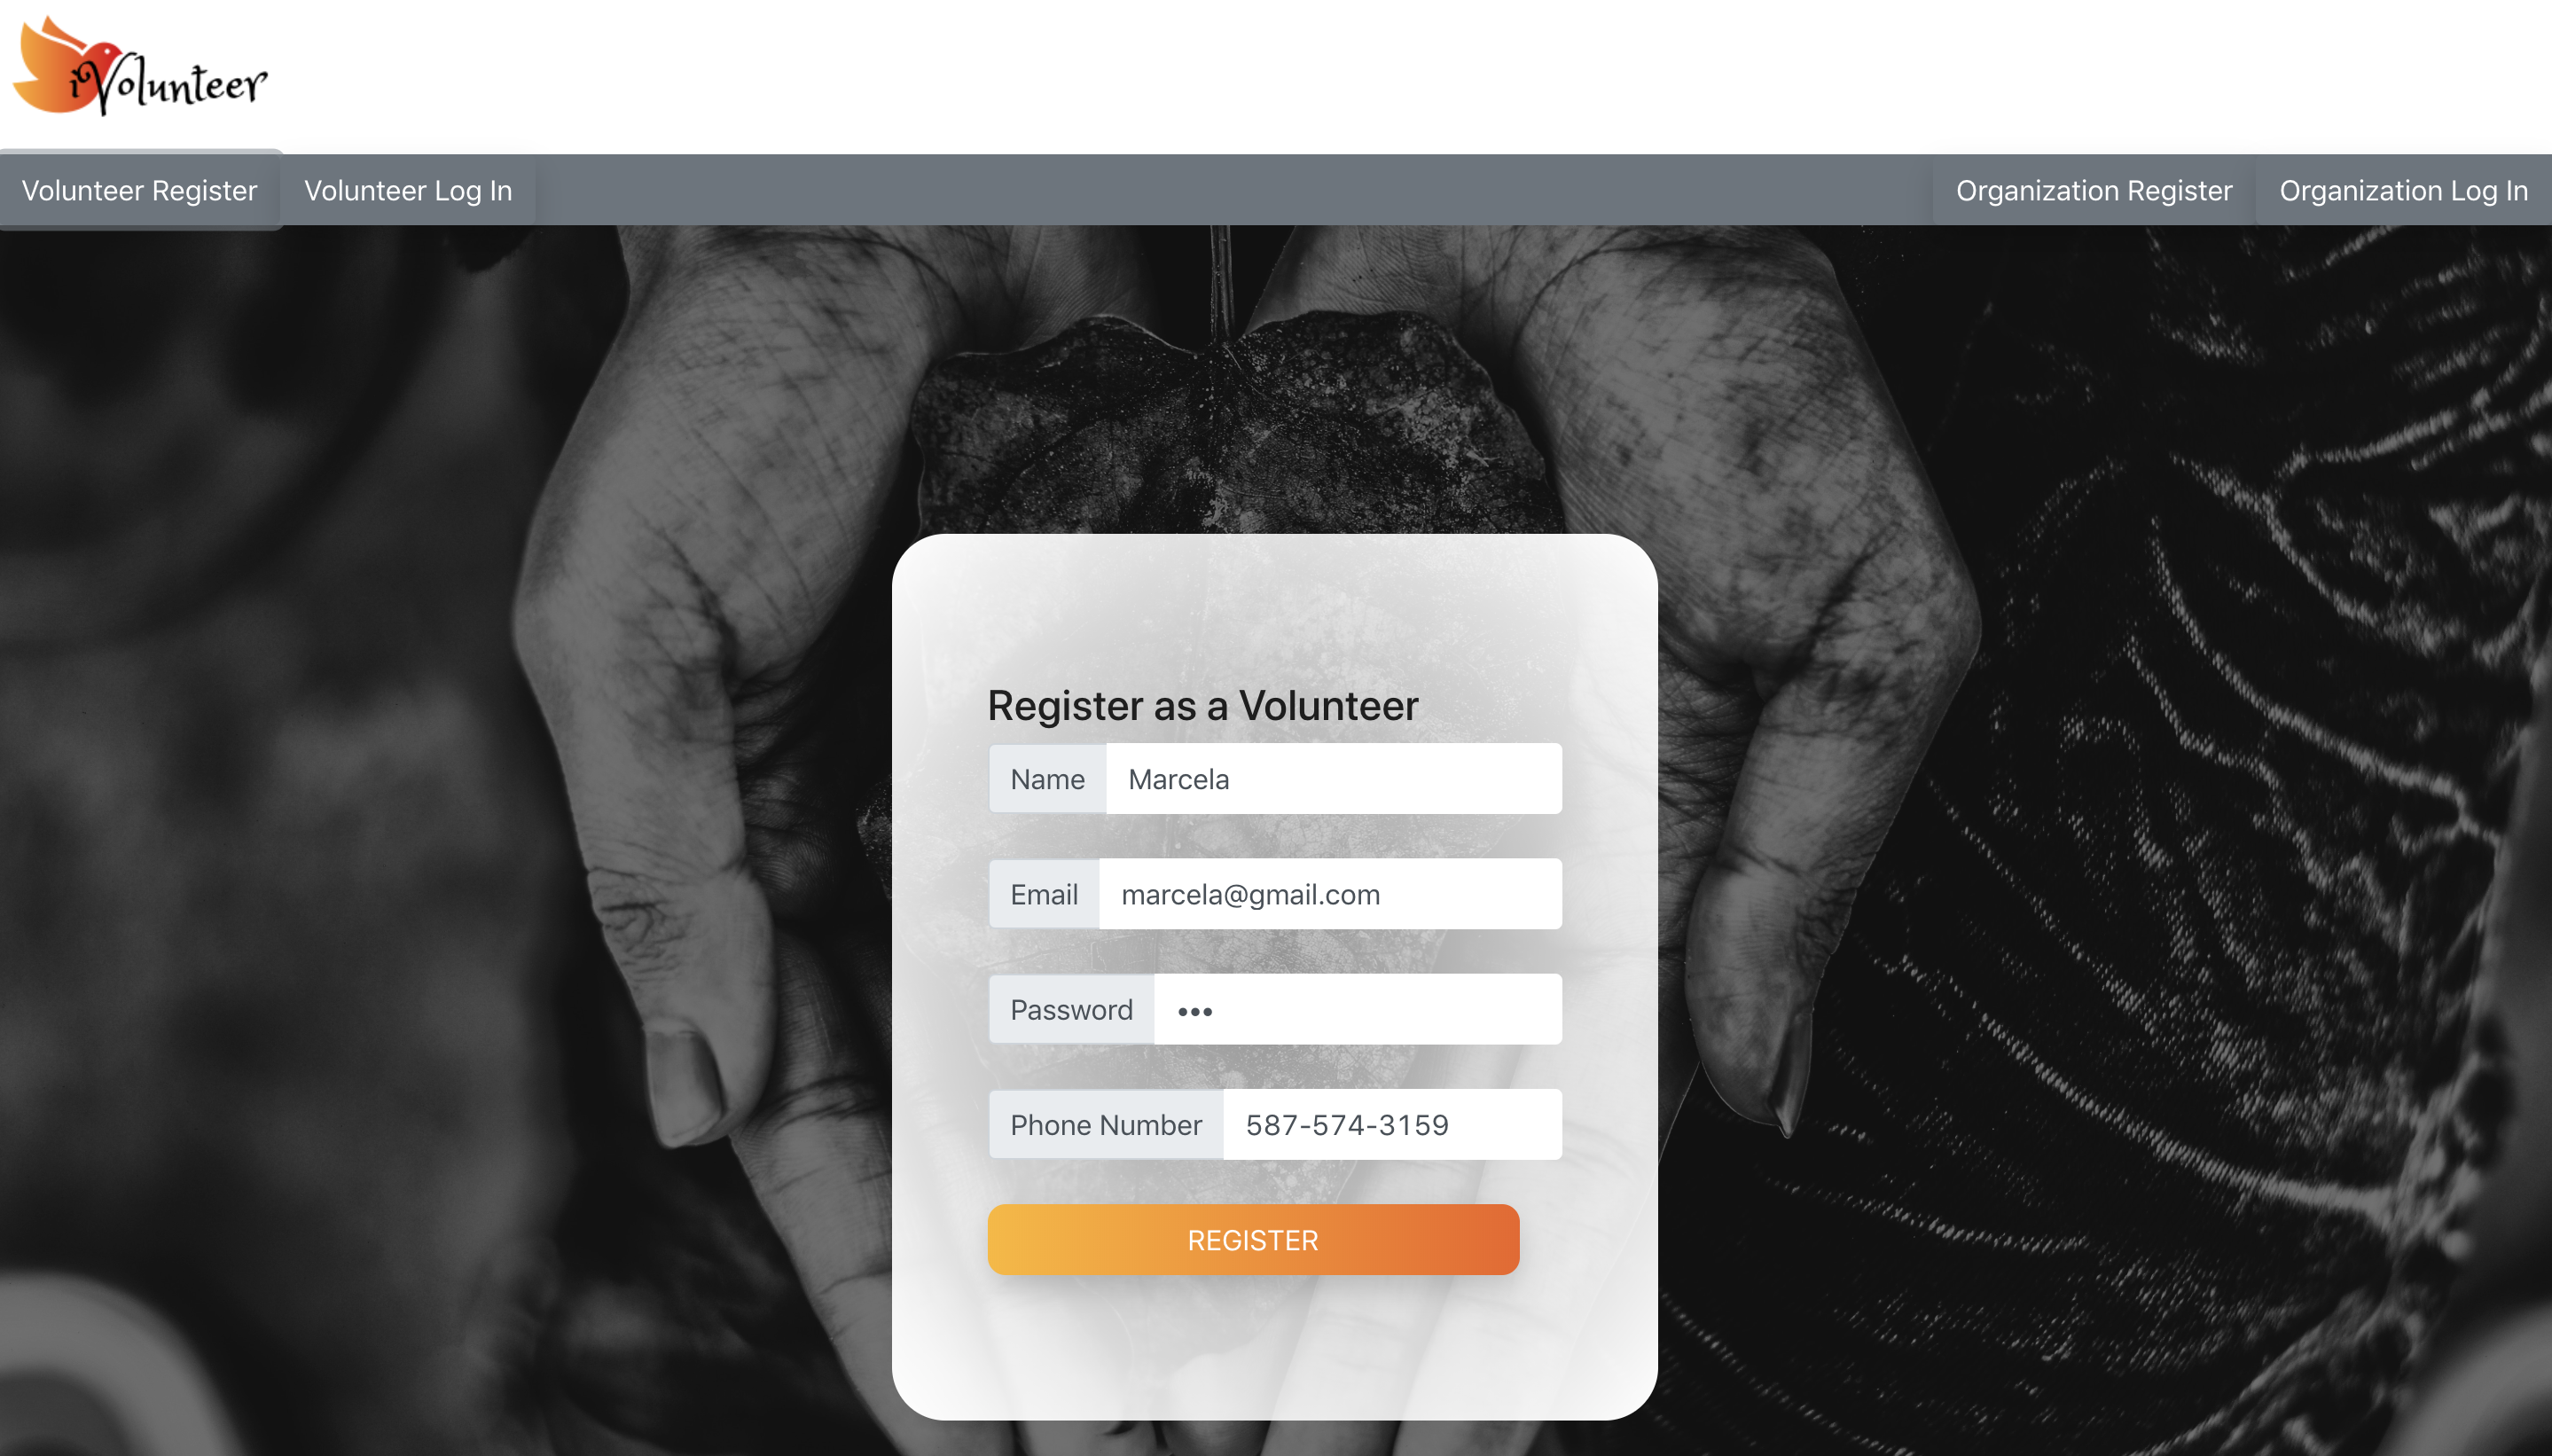 iVolunteer
Volunteer Register Volunteer Log In Organization Register Organization Log In
Register as a Volunteer
Name Marcela
Email marcela@gmail.com
Password •••
Phone Number 587-574-3159
REGISTER